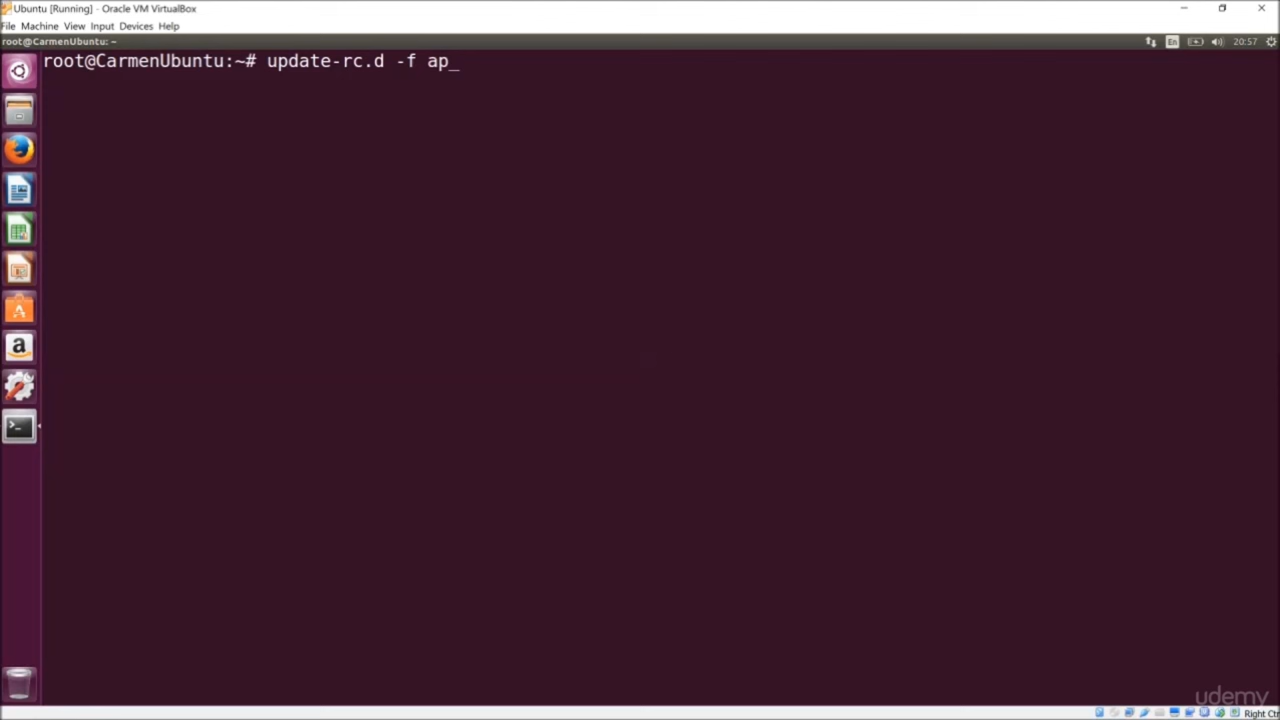 Ubuntu [Running] - Oracle VM VirtualBox
File Machine View Input Devices Help
root@CarmenUbuntu: ~
En
20:57
root@CarmenUbuntu:~# update-rc.d -f ap_
a
udemy
Right Ctrl